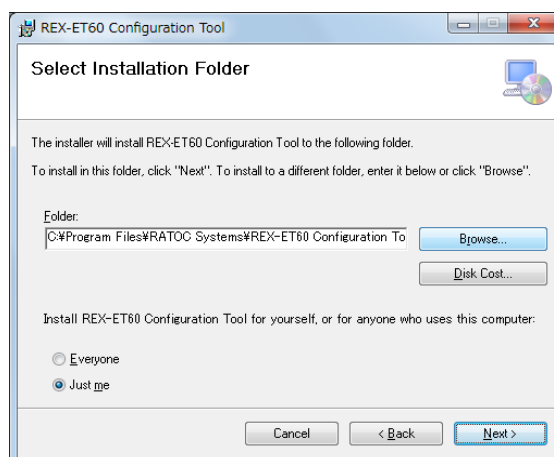 REX-ET60 Configuration Tool
Select Installation Folder
The installer will install REX-ET60 Configuration Tool to the following folder.
To install in this folder, click "Next". To install to a different folder, enter it below or click "Browse".
Folder:
C:¥Program Files¥RATOC Systems¥REX-ET60 Configuration To
Browse...
Disk Cost...
Install REX-ET60 Configuration Tool for yourself, or for anyone who uses this computer:
Everyone
Just me
Cancel
< Back
Next >